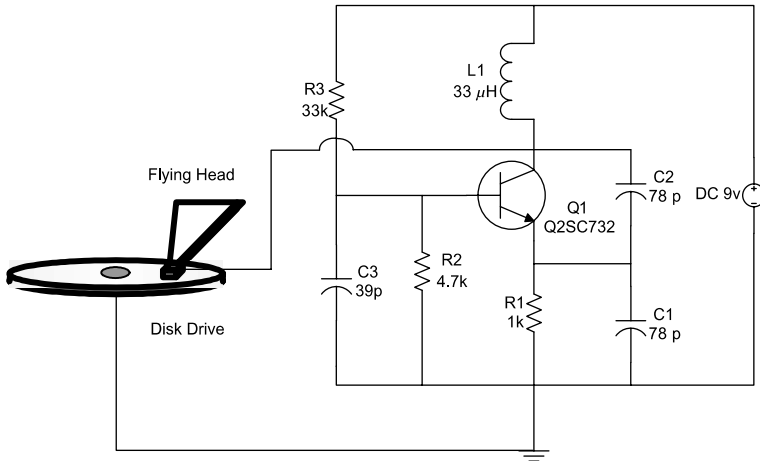 L1
33 μH
R3
33k
Flying Head
C2
78 p
DC 9v
Q1
Q2SC732
R2
4.7k
C3
39p
R1
1k
C1
78 p
Disk Drive